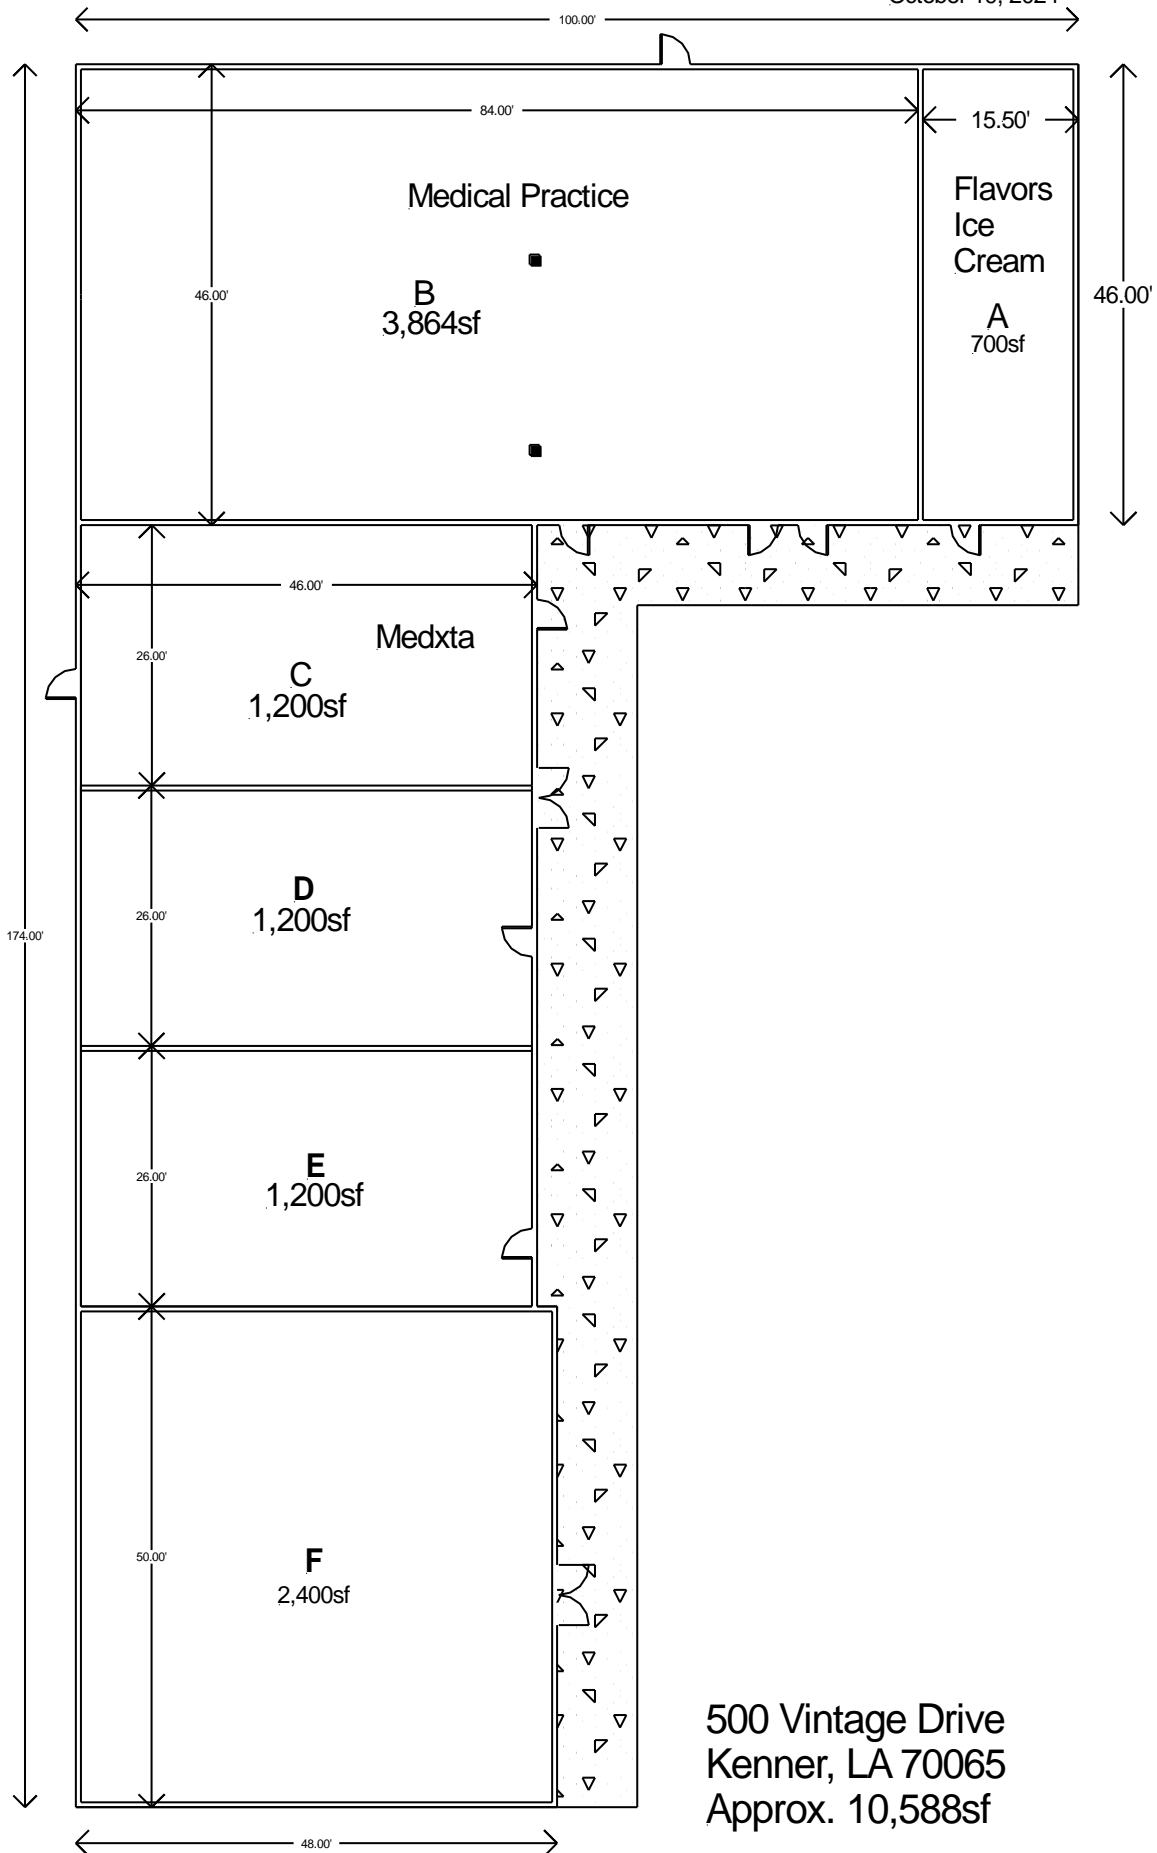 100.00'
84.00'
15.50'
Medical Practice
Flavors
Ice
Cream
46.00'
B
3,864sf
46.00'
A
700sf
46.00'
Medxta
26.00'
C
1,200sf
D
1,200sf
26.00'
174.00'
E
1,200sf
26.00'
F
2,400sf
50.00'
500 Vintage Drive
Kenner, LA 70065
Approx. 10,588sf
48.00'